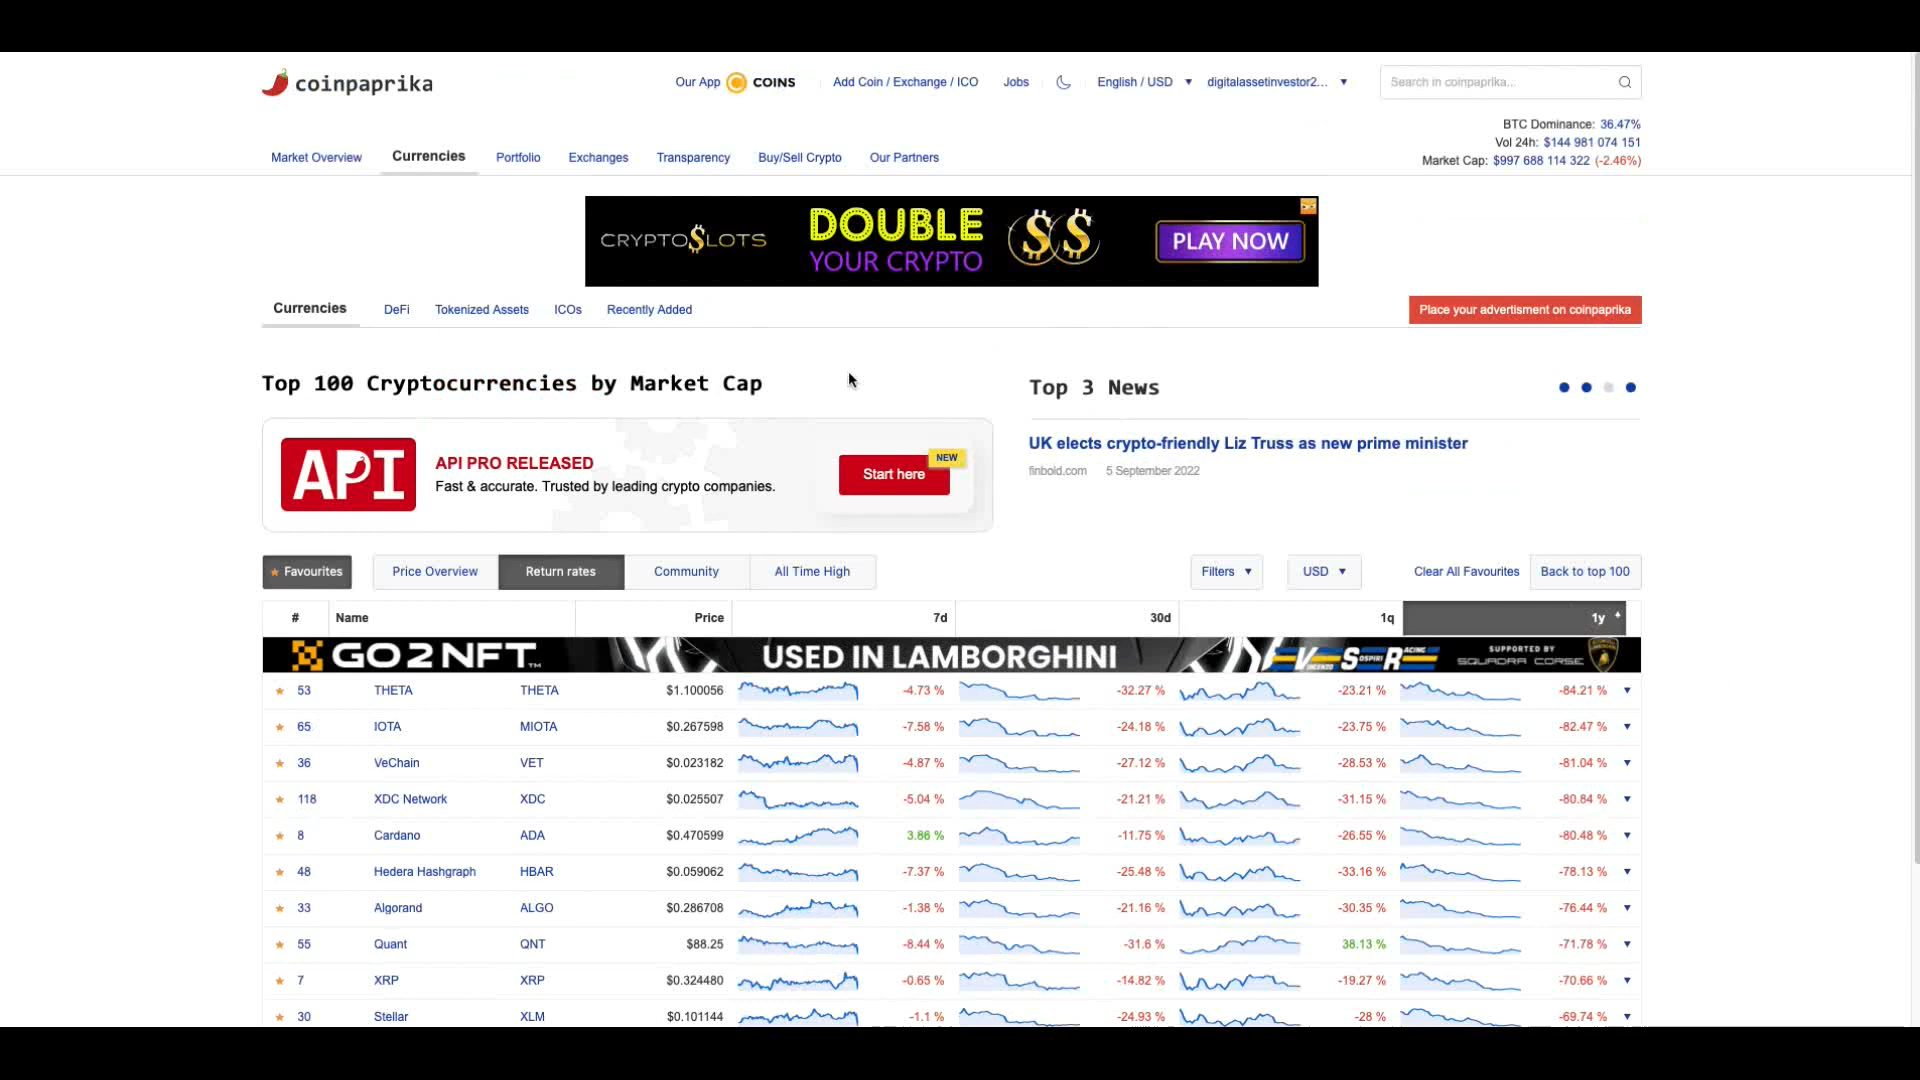 coinpaprika
Our App COINS Add Coin / Exchange / ICO Jobs English / USD ▼ digitalassetinvestor2... ▼ Search in coinpaprika...
BTC Dominance: 36.47%
Vol 24h: $144 981 074 151
Market Cap: $997 688 114 322 (-2.46%)
Market Overview Currencies Portfolio Exchanges Transparency Buy/Sell Crypto Our Partners
CRYPTO$LOTS DOUBLE YOUR CRYPTO $$ PLAY NOW
Currencies DeFi Tokenized Assets ICOs Recently Added Place your advertisment on coinpaprika
Top 100 Cryptocurrencies by Market Cap
Top 3 News
API API PRO RELEASED
Fast & accurate. Trusted by leading crypto companies.
Start here NEW
UK elects crypto-friendly Liz Truss as new prime minister
finbold.com 5 September 2022
★ Favourites Price Overview Return rates Community All Time High Filters ▼ USD ▼ Clear All Favourites Back to top 100
# Name Price 7d 30d 1q 1y
GO2NFT™ USED IN LAMBORGHINI VINCENZO SOSPIRI RACING VSR SUPPORTED BY SQUADRA CORSE
53 THETA THETA $1.100056 -4.73 % -32.27 % -23.21 % -84.21 % ▼
65 IOTA MIOTA $0.267598 -7.58 % -24.18 % -23.75 % -82.47 % ▼
36 VeChain VET $0.023182 -4.87 % -27.12 % -28.53 % -81.04 % ▼
118 XDC Network XDC $0.025507 -5.04 % -21.21 % -31.15 % -80.84 % ▼
8 Cardano ADA $0.470599 3.86 % -11.75 % -26.55 % -80.48 % ▼
48 Hedera Hashgraph HBAR $0.059062 -7.37 % -25.48 % -33.16 % -78.13 % ▼
33 Algorand ALGO $0.286708 -1.38 % -21.16 % -30.35 % -76.44 % ▼
55 Quant QNT $88.25 -8.44 % -31.6 % 38.13 % -71.78 % ▼
7 XRP XRP $0.324480 -0.65 % -14.82 % -19.27 % -70.66 % ▼
30 Stellar XLM $0.101144 -1.1 % -24.93 % -28 % -69.74 % ▼